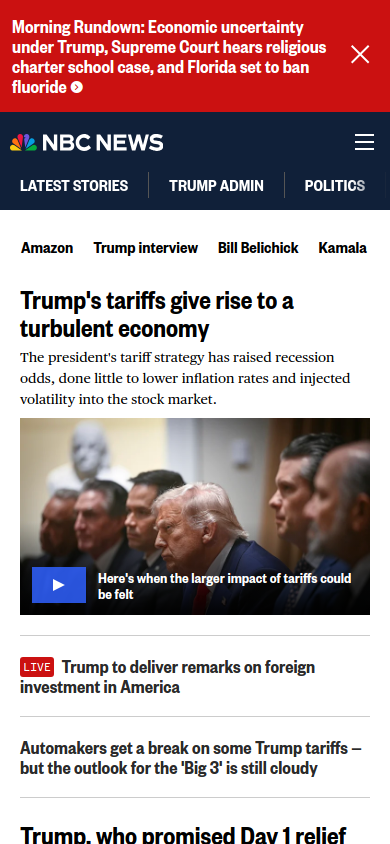 Morning Rundown: Economic uncertainty
under Trump, Supreme Court hears religious
charter school case, and Florida set to ban
fluoride
NBC NEWS
LATEST STORIES
TRUMP ADMIN
POLITICS
Amazon
Trump interview
Bill Belichick
Kamala
Trump's tariffs give rise to a
turbulent economy
The president's tariff strategy has raised recession
odds, done little to lower inflation rates and injected
volatility into the stock market.
Here's when the larger impact of tariffs could
be felt
LIVE Trump to deliver remarks on foreign
investment in America
Automakers get a break on some Trump tariffs —
but the outlook for the 'Big 3' is still cloudy
Trump, who promised Day 1 relief